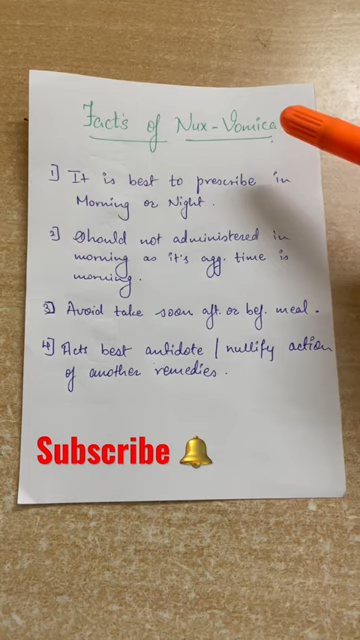 Facts of Nux-Vomica
1) It is best to prescribe in
Morning or Night.
2) Should not administered in
morning as it's agg. time is
morning.
3) Avoid take soon aft. or bef. meal.
4) Acts best antidote / nullify action
of another remedies.
Subscribe